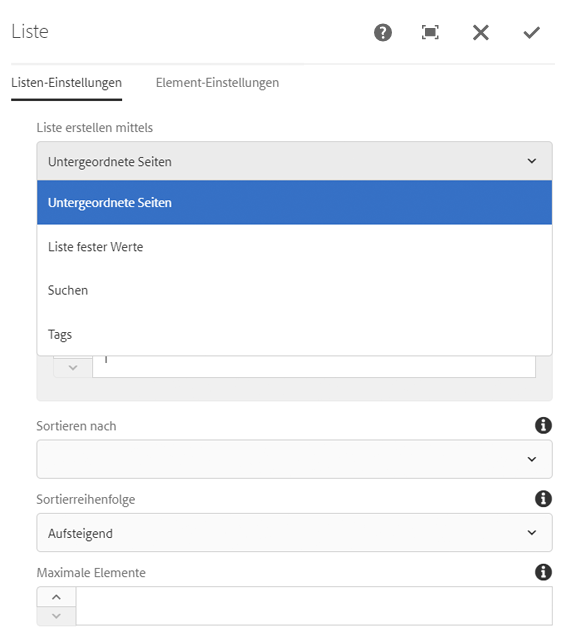 Liste
Listen-Einstellungen Element-Einstellungen
Liste erstellen mittels
Untergeordnete Seiten
Untergeordnete Seiten
Liste fester Werte
Suchen
Tags
Sortieren nach
Sortierreihenfolge
Aufsteigend
Maximale Elemente